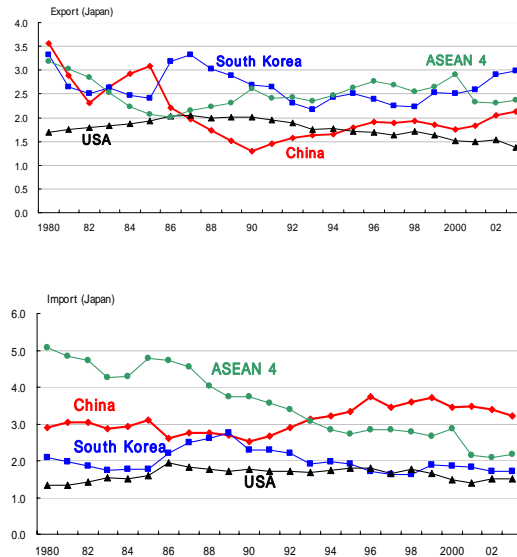 Export (Japan)
4.0
3.5
3.0
2.5
2.0
1.5
1.0
0.5
0.0
South Korea
ASEAN 4
USA
China
1980 82 84 86 88 90 92 94 96 98 2000 02
Import (Japan)
6.0
5.0
4.0
3.0
2.0
1.0
0.0
ASEAN 4
China
South Korea
USA
1980 82 84 86 88 90 92 94 96 98 2000 02